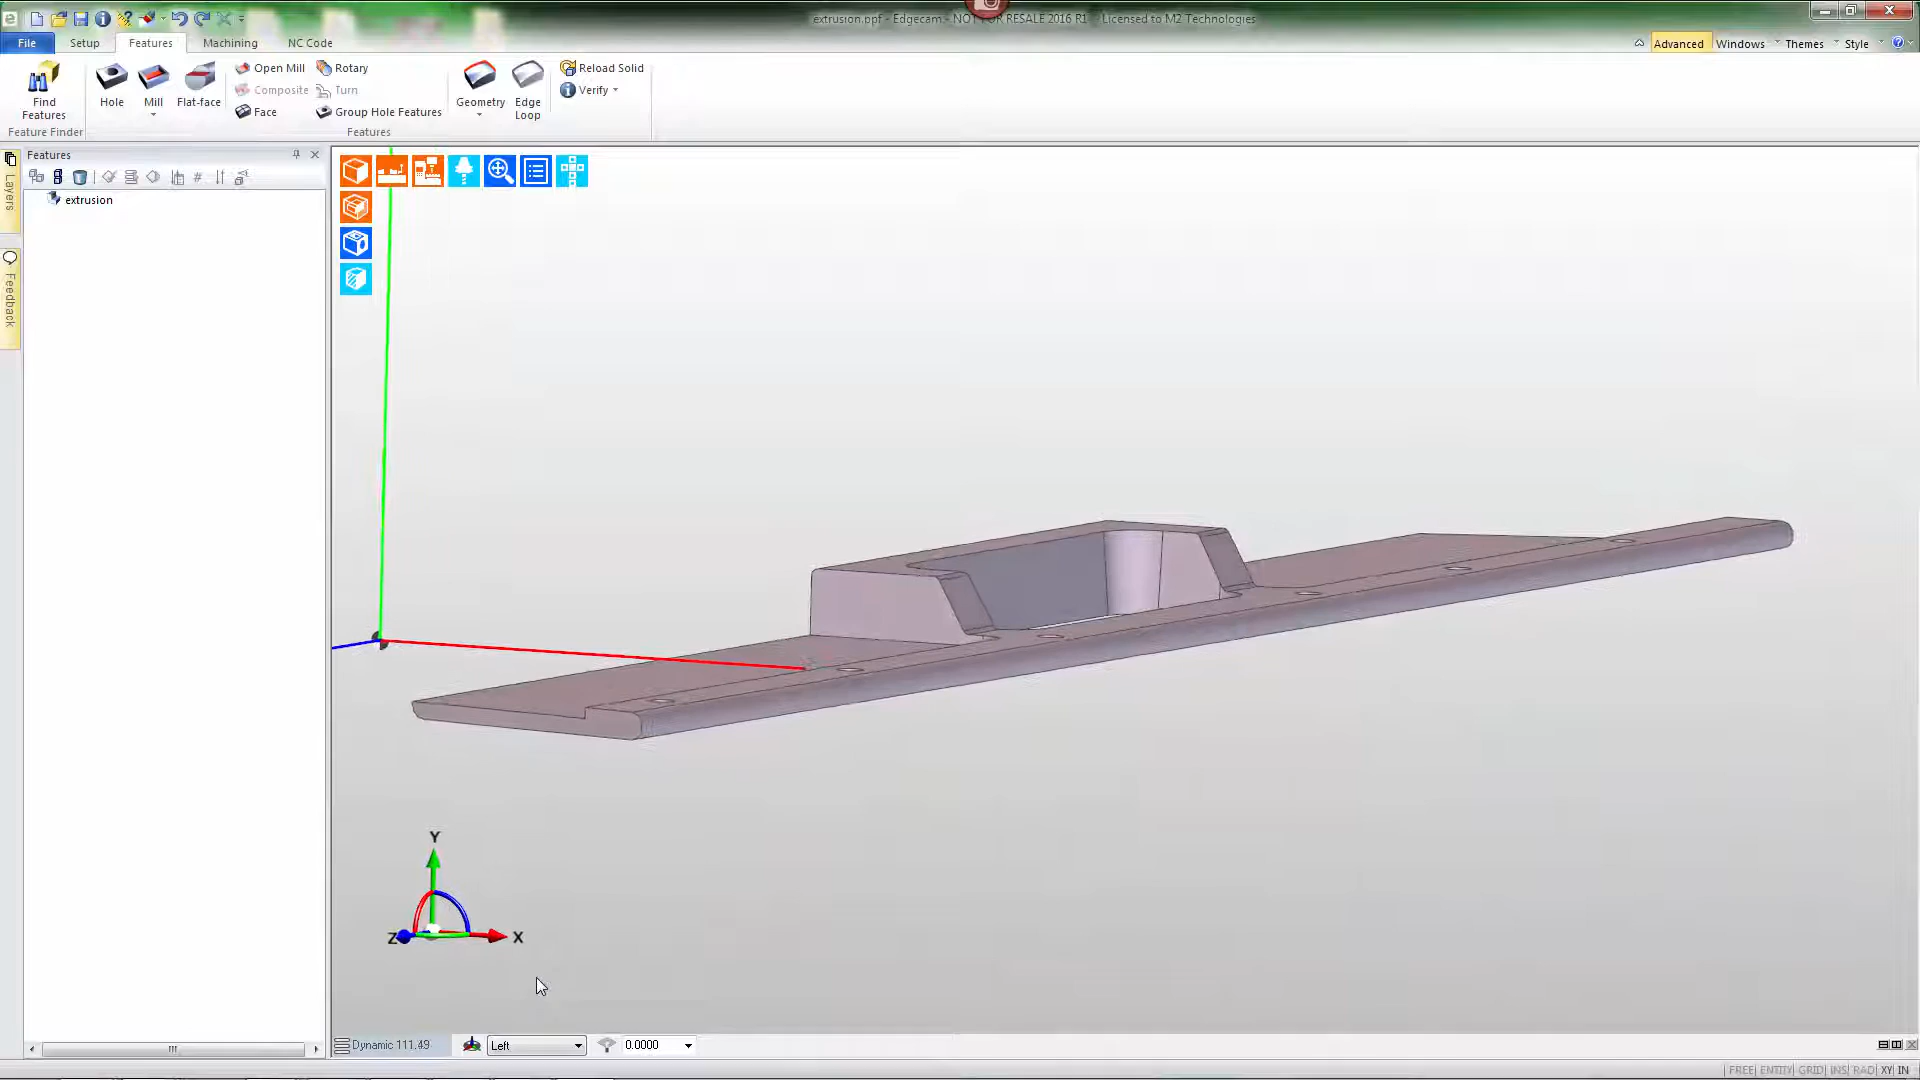 extrusion.ppf - Edgecam - NOT FOR RESALE 2016 R1 - Licensed to M2 Technologies
File Setup Features Machining NC Code
Advanced Windows Themes Style
Find Features
Hole
Mill
Flat-face
Open Mill
Composite
Face
Rotary
Turn
Group Hole Features
Geometry
Edge Loop
Reload Solid
Verify
Feature Finder
Features
Layers
Feedback
Features
extrusion
Y
Z
X
Dynamic 111.49
Left
0.0000
FREE ENTITY GRID INS RAD XY IN